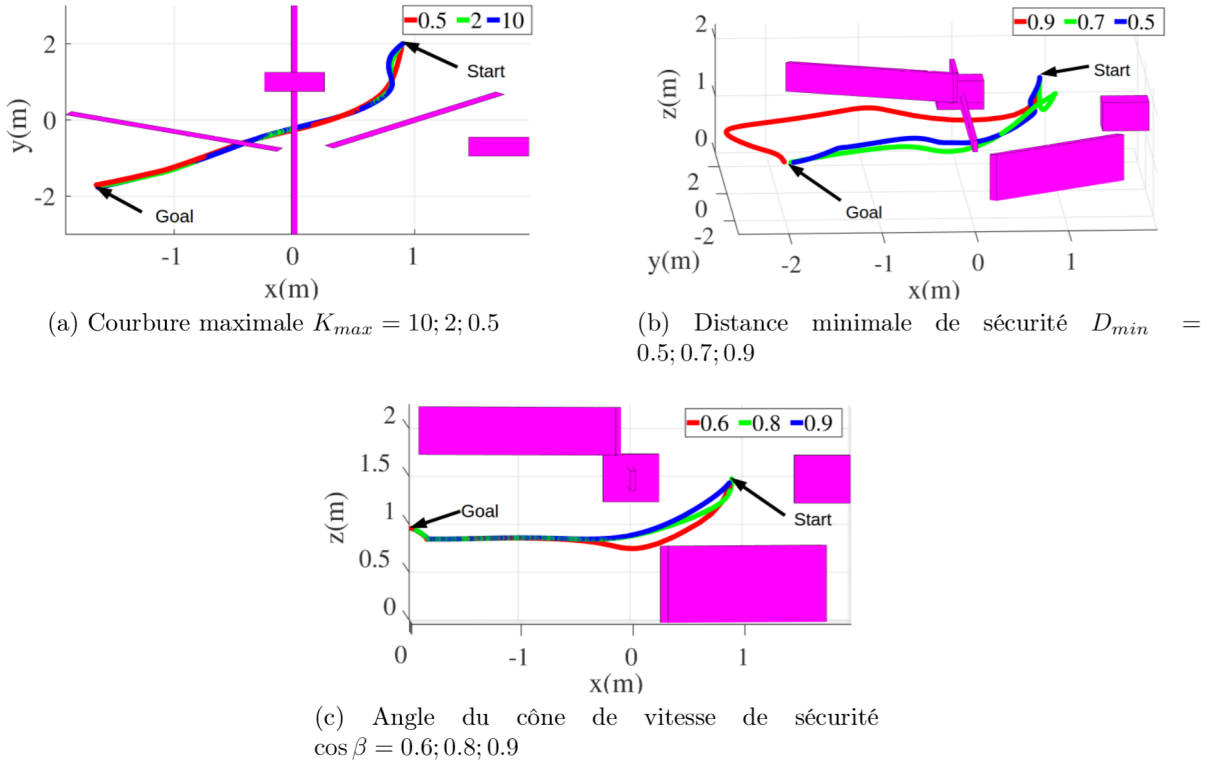 0.5 2 10
2
0
-2
y(m)
Start
Goal
-1 0 1
x(m)
(a) Courbure maximale K_{max} = 10; 2; 0.5
0.9 0.7 0.5
2
1
0
z(m)
2
0
-2
y(m)
Start
Goal
-2 -1 0 1
x(m)
(b) Distance minimale de sécurité D_{min} =
0.5; 0.7; 0.9
0.6 0.8 0.9
2
1.5
1
0.5
0
z(m)
Goal
Start
0 -1 0 1
x(m)
(c) Angle du cône de vitesse de sécurité
cos β = 0.6; 0.8; 0.9